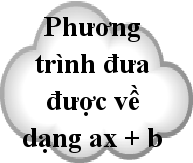 Phương
trình đưa
được về
dạng ax + b